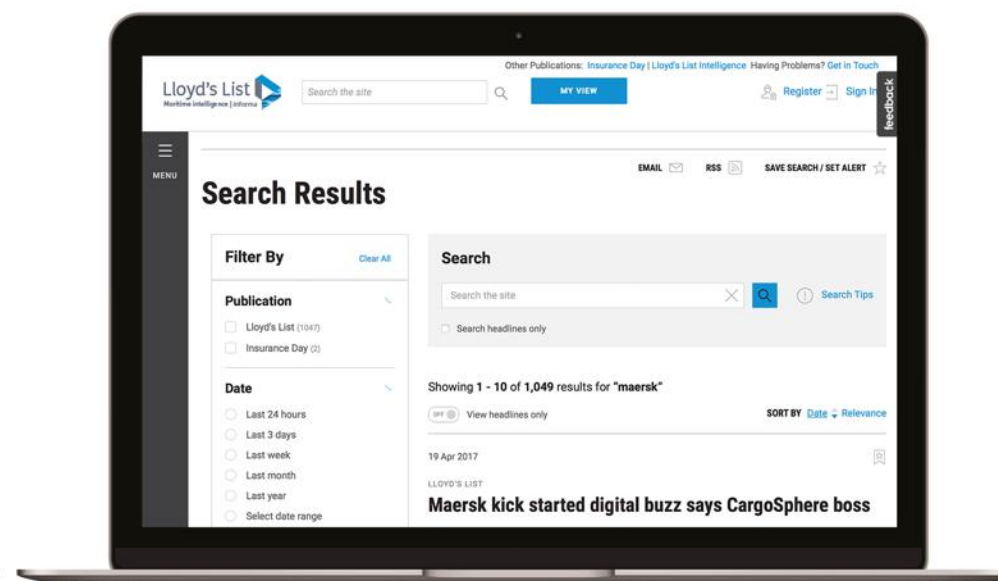 Other Publications: Insurance Day | Lloyd's List Intelligence Having Problems? Get in Touch
Lloyd's List
Maritime intelligence | informa
Search the site
MY VIEW
Register
Sign In
feedback
MENU
EMAIL
RSS
SAVE SEARCH / SET ALERT
Search Results
Filter By
Clear All
Publication
Lloyd's List (1047)
Insurance Day (2)
Date
Last 24 hours
Last 3 days
Last week
Last month
Last year
Select date range
Search
Search the site
Search Tips
Search headlines only
Showing 1 - 10 of 1,049 results for "maersk"
OFF
View headlines only
SORT BY Date Relevance
19 Apr 2017
LLOYD'S LIST
Maersk kick started digital buzz says CargoSphere boss